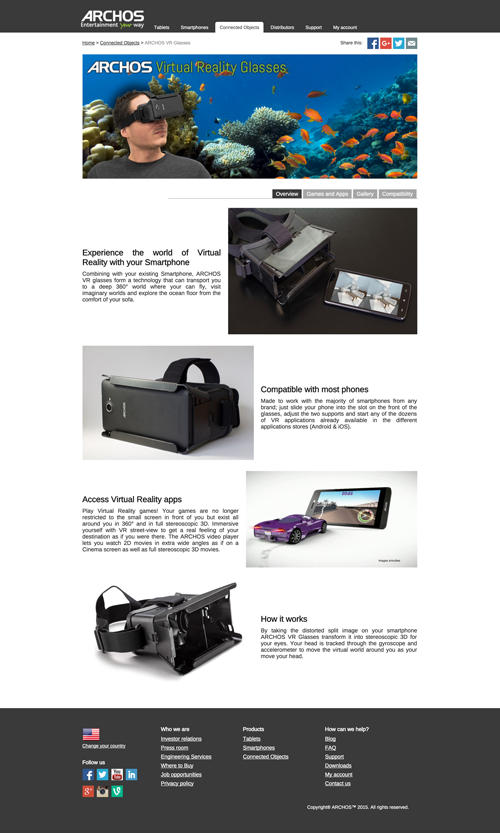 ARCHOS
Entertainment your way
Tablets Smartphones Connected Objects Distributors Support My account
Home > Connected Objects > ARCHOS VR Glasses
Share this:
ARCHOS Virtual Reality Glasses
Overview Games and Apps Gallery Compatibility
Experience the world of Virtual
Reality with your Smartphone
Combining with your existing Smartphone, ARCHOS
VR glasses form a technology that can transport you
to a deep 360° world where your can fly, visit
imaginary worlds and explore the ocean floor from the
comfort of your sofa.
ARCHOS
Compatible with most phones
Made to work with the majority of smartphones from any
brand; just slide your phone into the slot on the front of the
glasses, adjust the two supports and start any of the dozens
of VR applications already available in the different
applications stores (Android & iOS).
Access Virtual Reality apps
Play Virtual Reality games! Your games are no longer
restricted to the small screen in front of you but exist all
around you in 360° and in full stereoscopic 3D. Immersive
yourself with VR street-view to get a real feeling of your
destination as if you were there. The ARCHOS video player
lets you watch 2D movies in extra wide angles as if on a
Cinema screen as well as full stereoscopic 3D movies.
Images simulated
How it works
By taking the distorted split image on your smartphone
ARCHOS VR Glasses transform it into stereoscopic 3D for
your eyes. Your head is tracked through the gyroscope and
accelerometer to move the virtual world around you as your
move your head.
Change your country
Follow us
You Tube
Who we are
Investor relations
Press room
Engineering Services
Where to Buy
Job opportunities
Privacy policy
Products
Tablets
Smartphones
Connected Objects
How can we help?
Blog
FAQ
Support
Downloads
My account
Contact us
Copyright® ARCHOS™ 2015. All rights reserved.